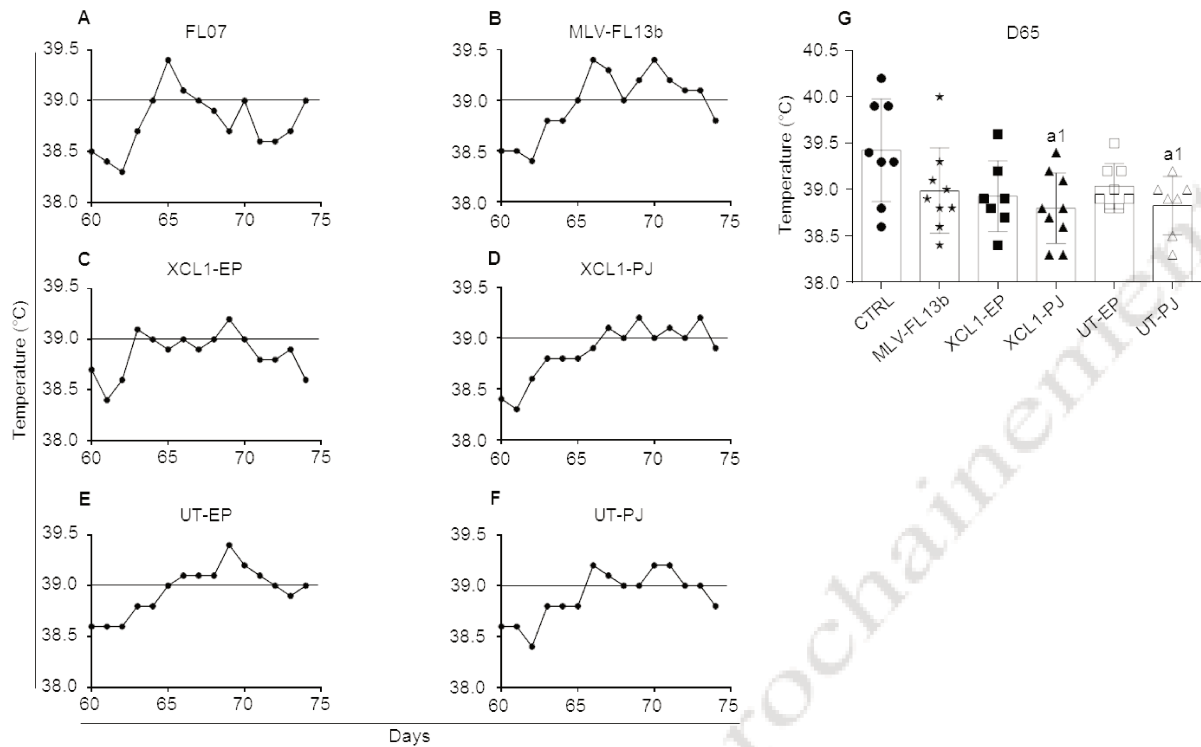 A
FL07
39.5
39.0
38.5
38.0
60 65 70 75
B
MLV-FL13b
39.5
39.0
38.5
38.0
60 65 70 75
C
XCL1-EP
39.5
39.0
38.5
38.0
60 65 70 75
D
XCL1-PJ
39.5
39.0
38.5
38.0
60 65 70 75
E
UT-EP
39.5
39.0
38.5
38.0
60 65 70 75
F
UT-PJ
39.5
39.0
38.5
38.0
60 65 70 75
Temperature (°C)
Days
G
D65
Temperature (°C)
40.5
40.0
39.5
39.0
38.5
38.0
a1
a1
CTRL
MLV-FL13b
XCL1-EP
XCL1-PJ
UT-EP
UT-PJ